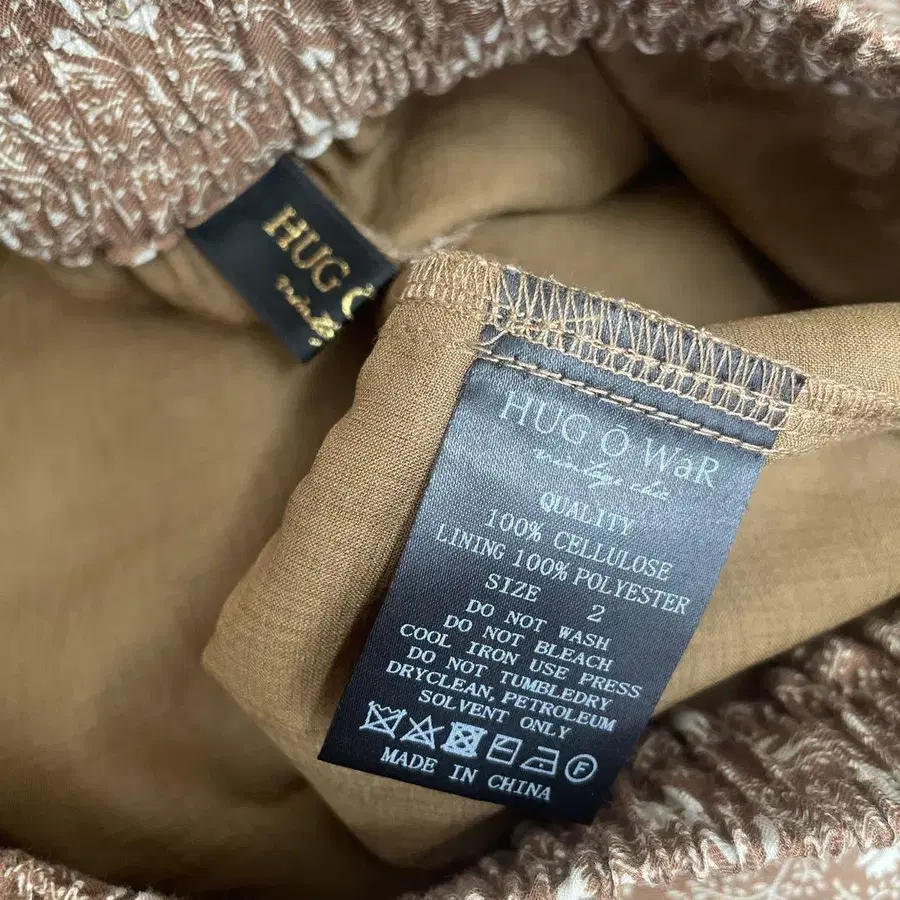 HUG Ō
HUG Ō WaR
QUALITY
100% CELLULOSE
LINING 100% POLYESTER
SIZE 2
DO NOT WASH
DO NOT BLEACH
COOL IRON USE PRESS
DO NOT TUMBLEDRY
DRYCLEAN, PETROLEUM
SOLVENT ONLY
F
MADE IN CHINA